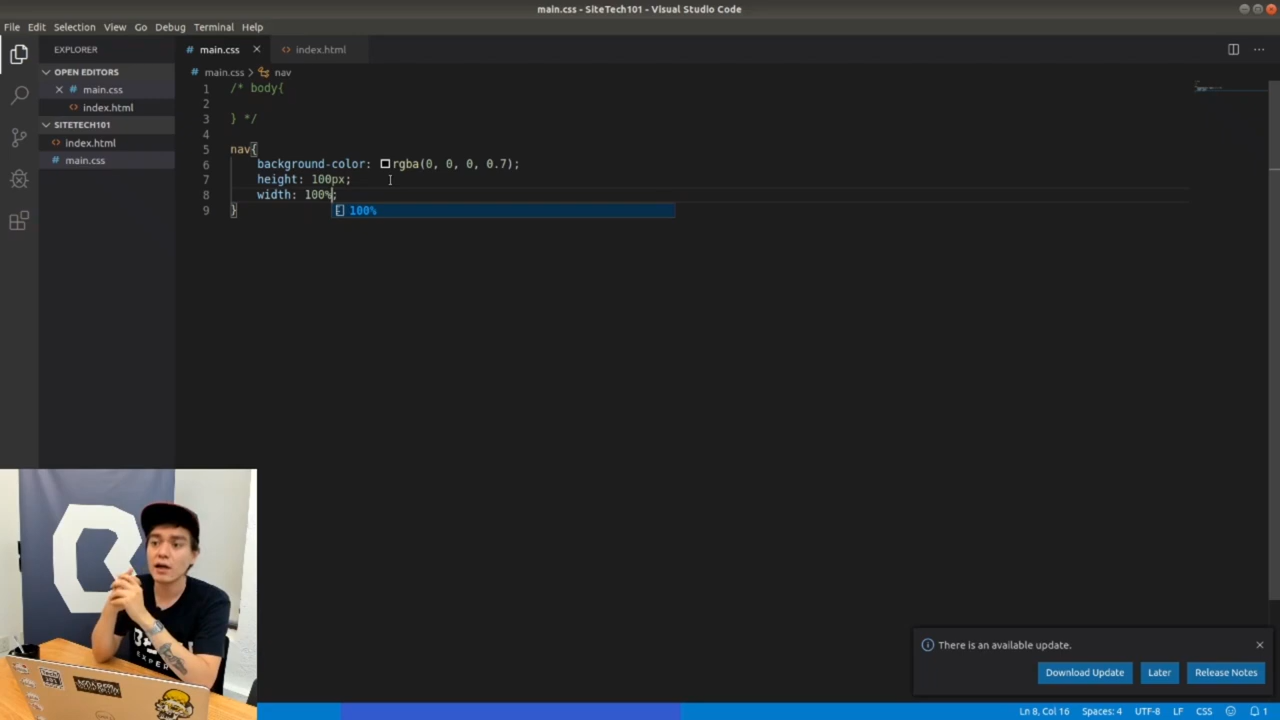 main.css - SiteTech101 - Visual Studio Code
File Edit Selection View Go Debug Terminal Help
EXPLORER
# main.css × <> index.html
OPEN EDITORS
# main.css > nav
× # main.css
<> index.html
SITETECH101
<> index.html
# main.css
1 /* body{
2
3 } */
4
5 nav{
6 background-color: rgba(0, 0, 0, 0.7);
7 height: 100px;
8 width: 100%;
9 }
100%
There is an available update.
Download Update Later Release Notes
Ln 8, Col 16 Spaces: 4 UTF-8 LF CSS 1